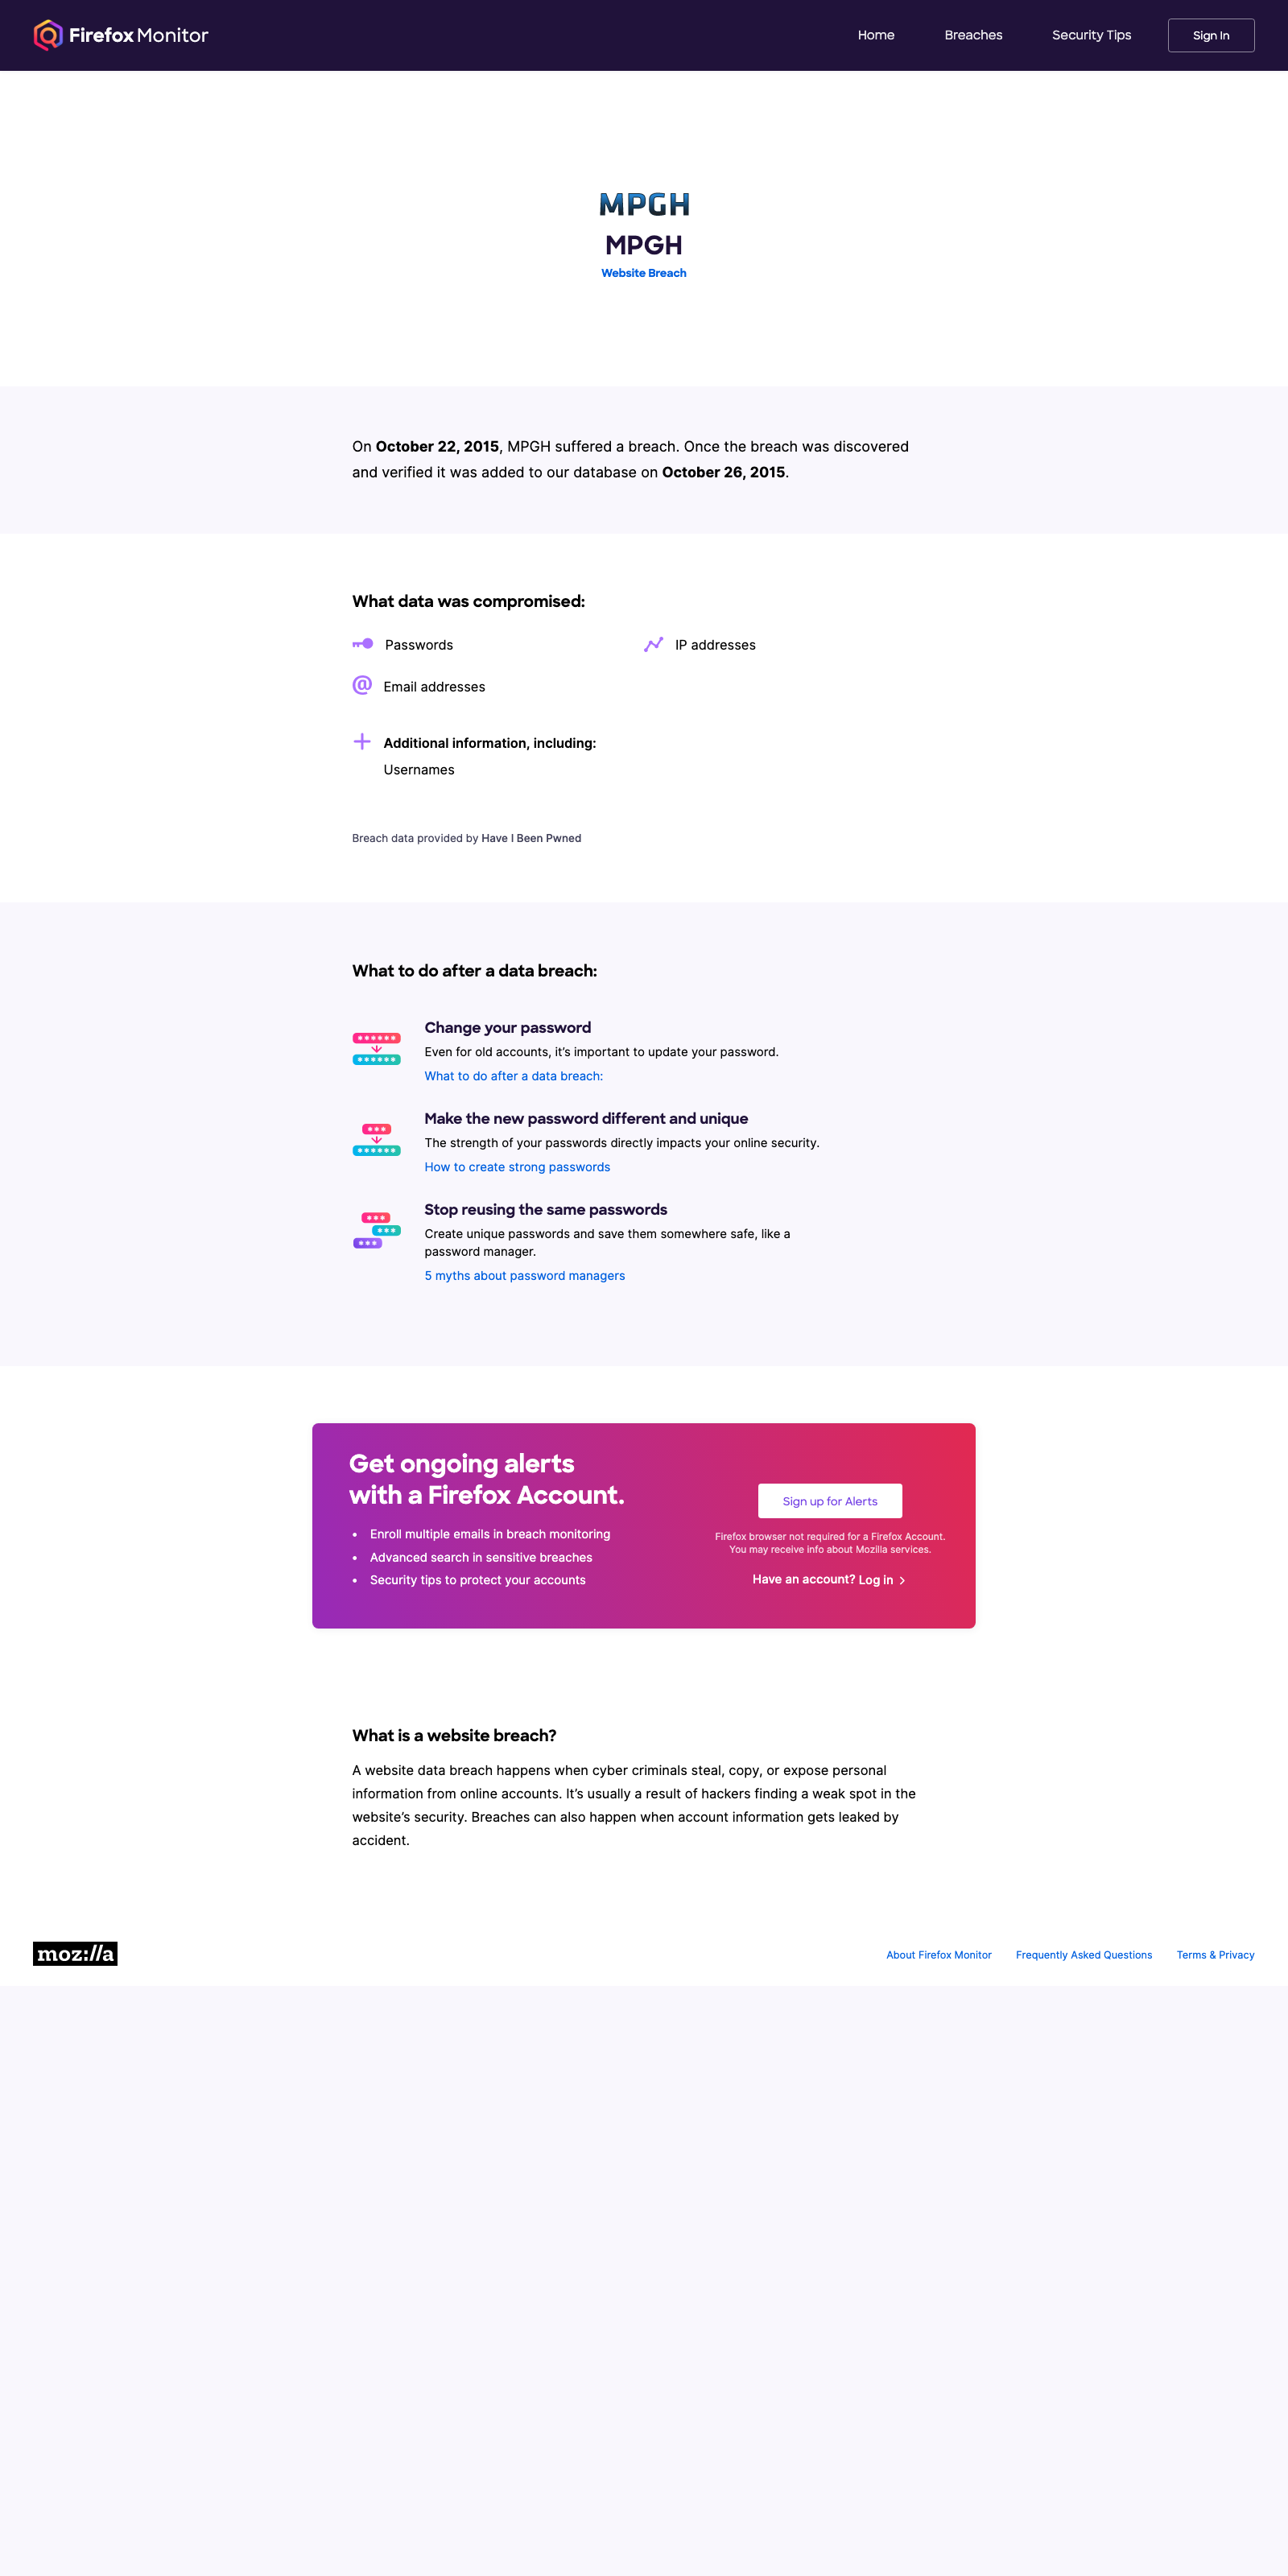 Firefox Monitor
Home
Breaches
Security Tips
Sign In
MPGH
MPGH
Website Breach
On October 22, 2015, MPGH suffered a breach. Once the breach was discovered
and verified it was added to our database on October 26, 2015.
What data was compromised:
Passwords
IP addresses
Email addresses
Additional information, including:
Usernames
Breach data provided by Have I Been Pwned
What to do after a data breach:
Change your password
Even for old accounts, it’s important to update your password.
What to do after a data breach:
Make the new password different and unique
The strength of your passwords directly impacts your online security.
How to create strong passwords
Stop reusing the same passwords
Create unique passwords and save them somewhere safe, like a
password manager.
5 myths about password managers
Get ongoing alerts
with a Firefox Account.
• Enroll multiple emails in breach monitoring
• Advanced search in sensitive breaches
• Security tips to protect your accounts
Sign up for Alerts
Firefox browser not required for a Firefox Account.
You may receive info about Mozilla services.
Have an account? Log in
What is a website breach?
A website data breach happens when cyber criminals steal, copy, or expose personal
information from online accounts. It’s usually a result of hackers finding a weak spot in the
website’s security. Breaches can also happen when account information gets leaked by
accident.
moz://a
About Firefox Monitor
Frequently Asked Questions
Terms & Privacy